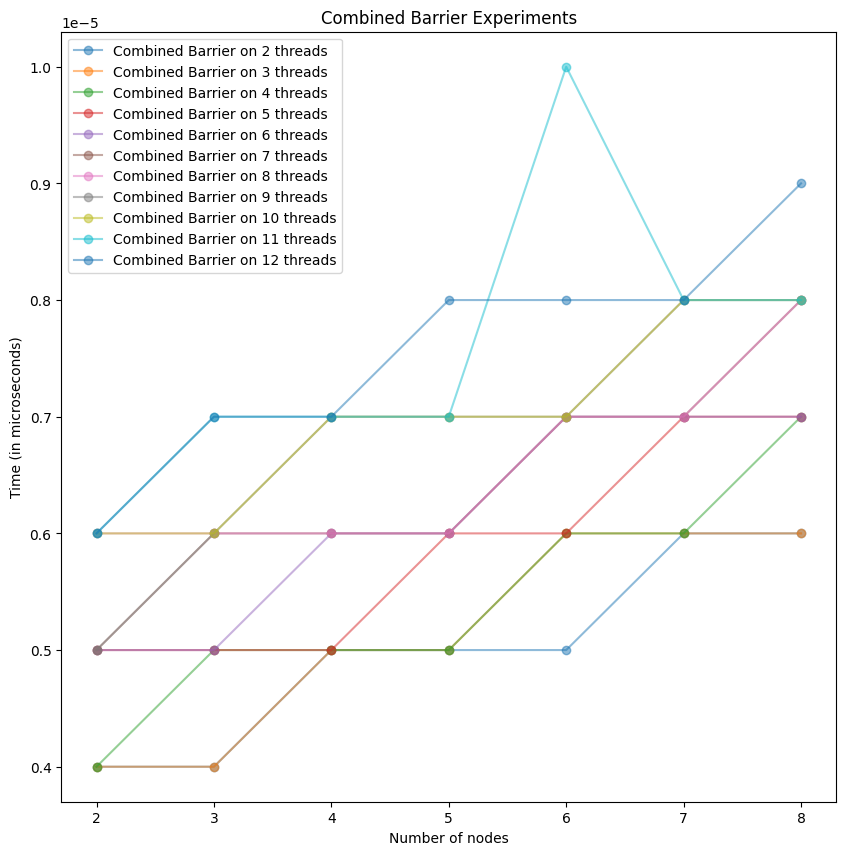 Combined Barrier Experiments
1e−5
Combined Barrier on 2 threads
Combined Barrier on 3 threads
Combined Barrier on 4 threads
Combined Barrier on 5 threads
Combined Barrier on 6 threads
Combined Barrier on 7 threads
Combined Barrier on 8 threads
Combined Barrier on 9 threads
Combined Barrier on 10 threads
Combined Barrier on 11 threads
Combined Barrier on 12 threads
1.0
0.9
0.8
0.7
0.6
0.5
0.4
Time (in microseconds)
2 3 4 5 6 7 8
Number of nodes